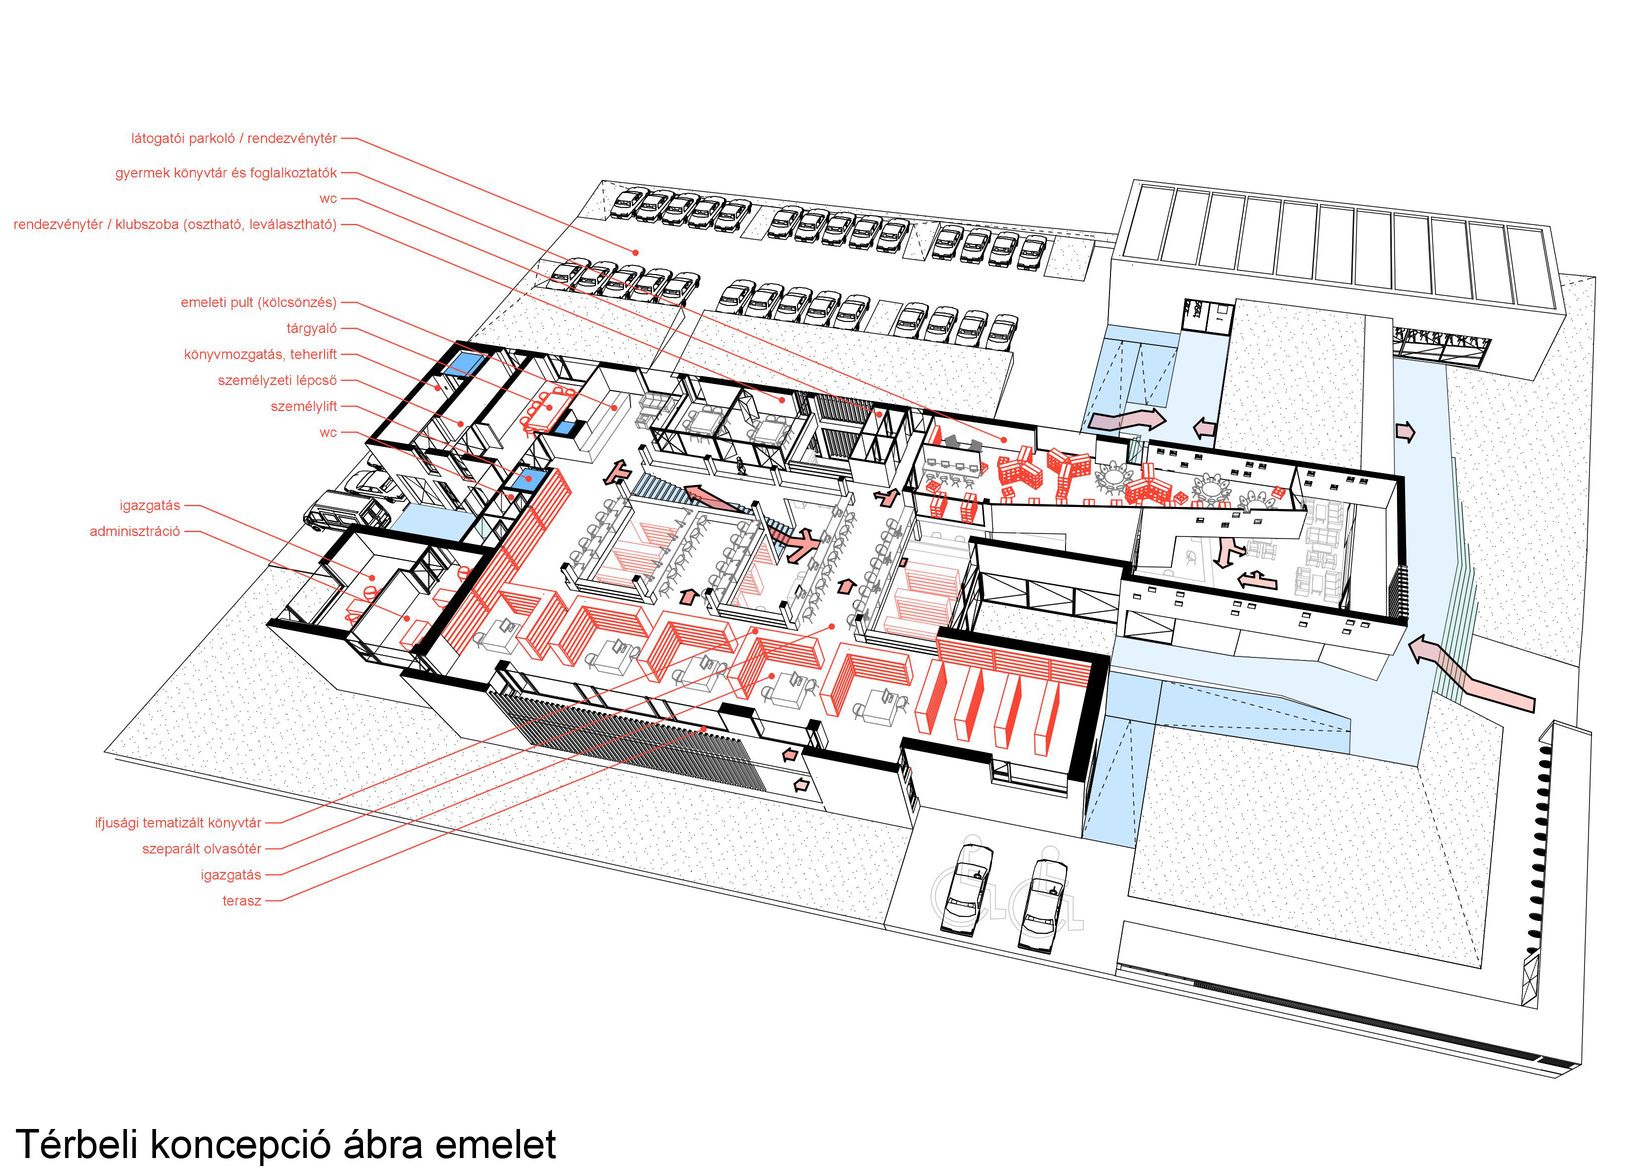 látogatói parkoló / rendezvénytér
gyermek könyvtár és foglalkoztatók
wc
rendezvénytér / klubszoba (osztható, leválasztható)
emeleti pult (kölcsönzés)
tárgyaló
könyvmozgatás, teherlift
személyzeti lépcső
személylift
wc
igazgatás
adminisztráció
ifjusági tematizált könyvtár
szeparált olvasótér
igazgatás
terasz
Térbeli koncepció ábra emelet